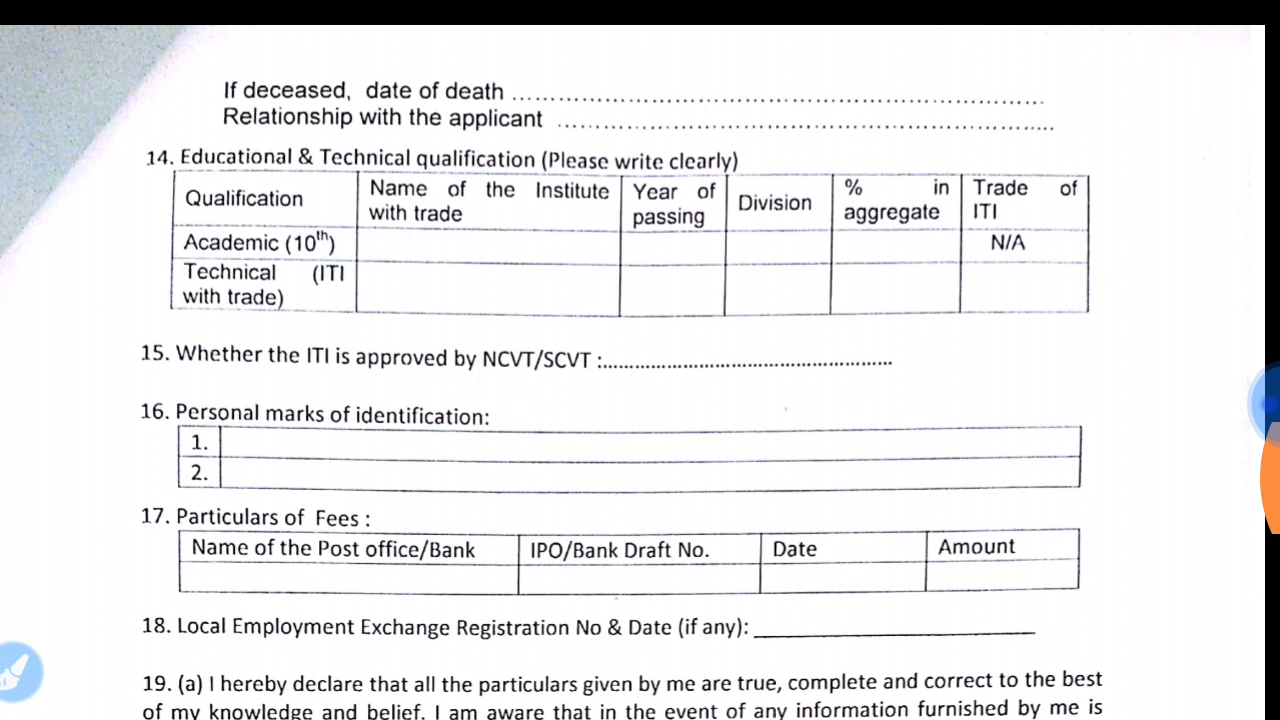 If deceased, date of death ........................................................................
Relationship with the applicant ..................................................................
14. Educational & Technical qualification (Please write clearly)
Qualification | Name of the Institute with trade | Year of passing | Division | % in aggregate | Trade of ITI
Academic (10th) | | | | | N/A
Technical (ITI with trade)
15. Whether the ITI is approved by NCVT/SCVT :.......................................................
16. Personal marks of identification:
1.
2.
17. Particulars of Fees :
Name of the Post office/Bank | IPO/Bank Draft No. | Date | Amount
18. Local Employment Exchange Registration No & Date (if any): ____________________________
19. (a) I hereby declare that all the particulars given by me are true, complete and correct to the best
of my knowledge and belief. I am aware that in the event of any information furnished by me is